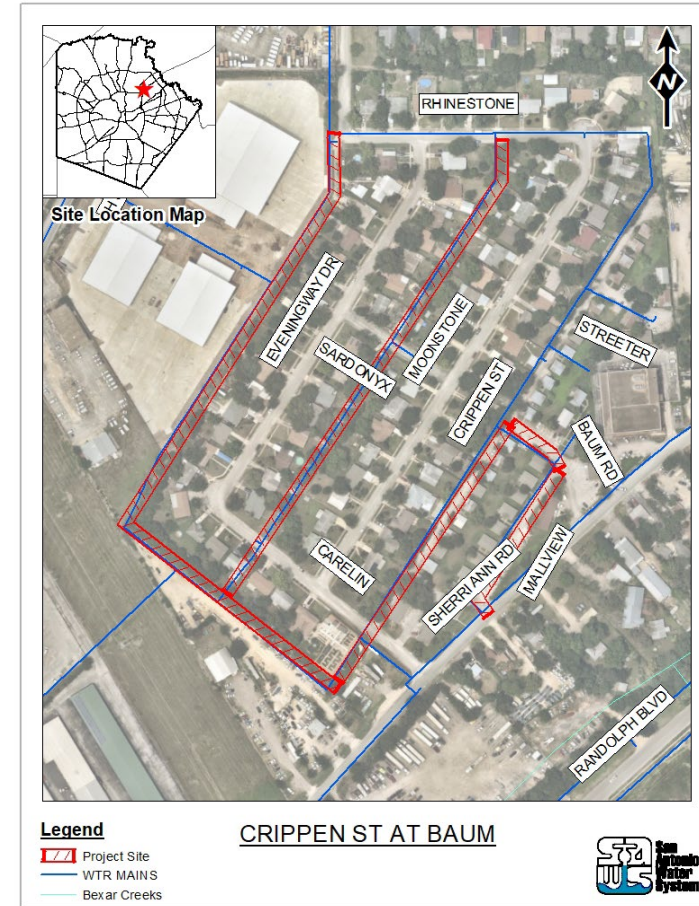 N
RHINESTONE
Site Location Map
EVENINGWAY DR
SARDONYX
MOONSTONE
STREETER
CRIPPEN ST
BAUM RD
CARELIN
SHERRI ANN RD
MALLVIEW
RANDOLPH BLVD
Legend
CRIPPEN ST AT BAUM
Project Site
WTR MAINS
Bexar Creeks
SAWS
San
Antonio
Water
System